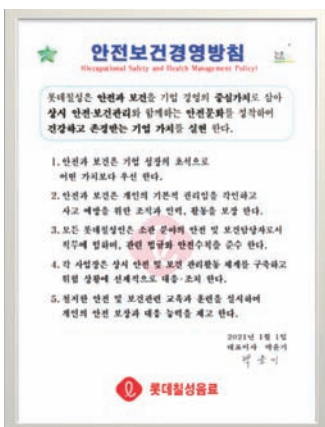 안전보건경영방침
(Occupational Safety and Health Management Policy)
롯데칠성은 안전과 보건을 기업 경영의 중심가치로 삼아
상시 안전·보건관리와 함께하는 안전문화를 정착하여
건강하고 존경받는 기업 가치를 실현 한다.
1. 안전과 보건은 기업 성장의 초석으로
어떤 가치보다 우선 한다.
2. 안전과 보건은 개인의 기본적 권리임을 각인하고
사고 예방을 위한 조직과 인력, 활동을 보장 한다.
3. 모든 롯데칠성인은 소관 분야의 안전 및 보건담당자로서
직무에 임하며, 관련 법규와 안전수칙을 준수 한다.
4. 각 사업장은 상시 안전 및 보건 관리활동 체계를 구축하고
위험 상황에 선제적으로 대응·조치 한다.
5. 철저한 안전 및 보건관련 교육과 훈련을 실시하여
개인의 안전 보장과 대응 능력을 제고 한다.
2021년 1월 1일
대표이사 박윤기
박윤기
롯데칠성음료